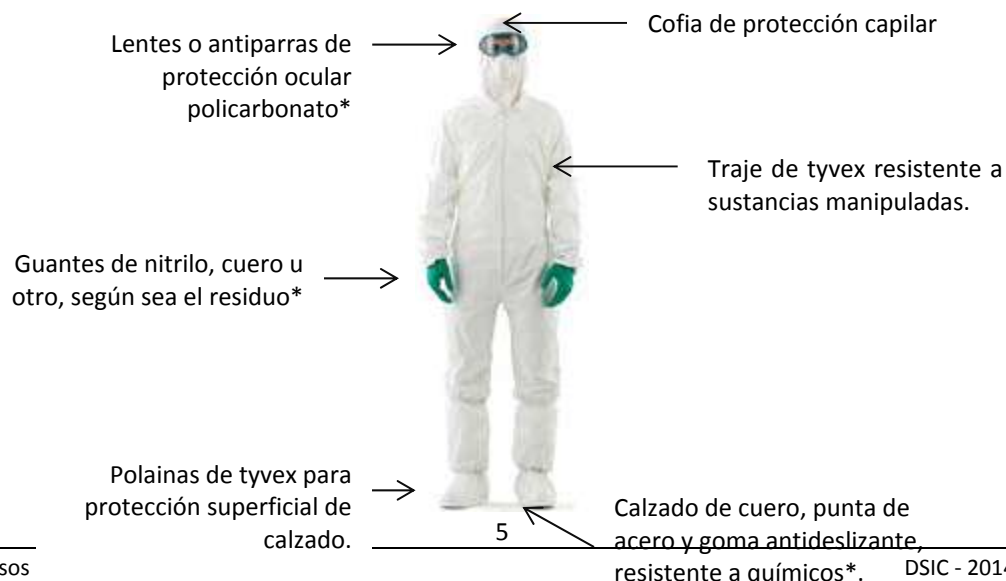 Cofia de protección capilar
Lentes o antiparras de
protección ocular
policarbonato*
Traje de tyvex resistente a
sustancias manipuladas.
Guantes de nitrilo, cuero u
otro, según sea el residuo*
Polainas de tyvex para
protección superficial de
calzado.
Calzado de cuero, punta de
acero y goma antideslizante,
resistente a químicos*.
5
sos
DSIC - 2014